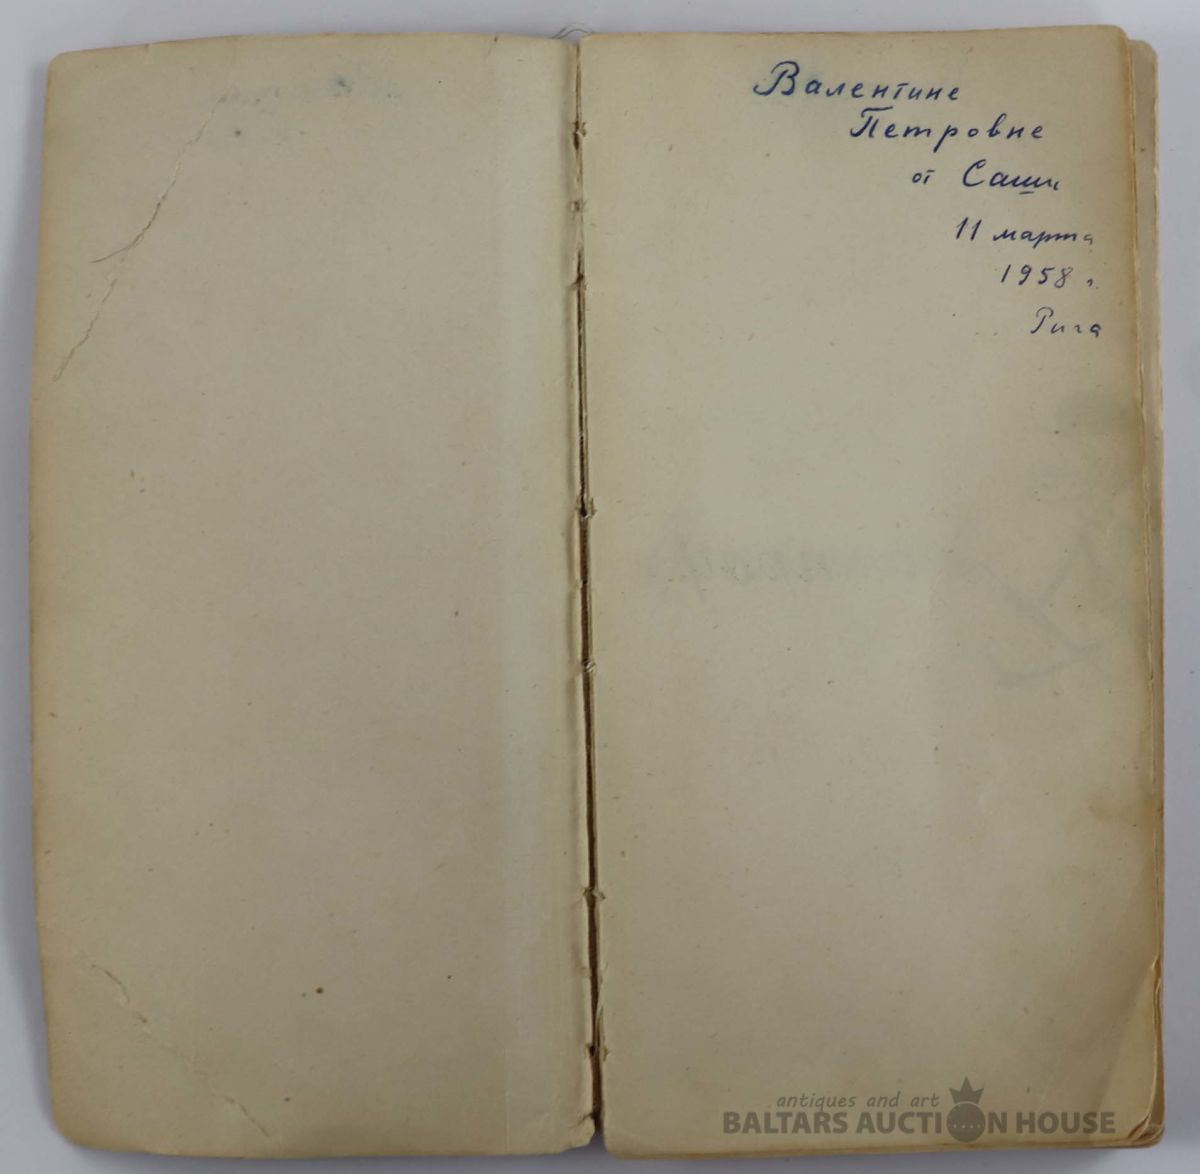 Валентине
Петровне
от Саши
11 марта
1958 г.
Рига
antiques and art
BALTARS AUCTION HOUSE